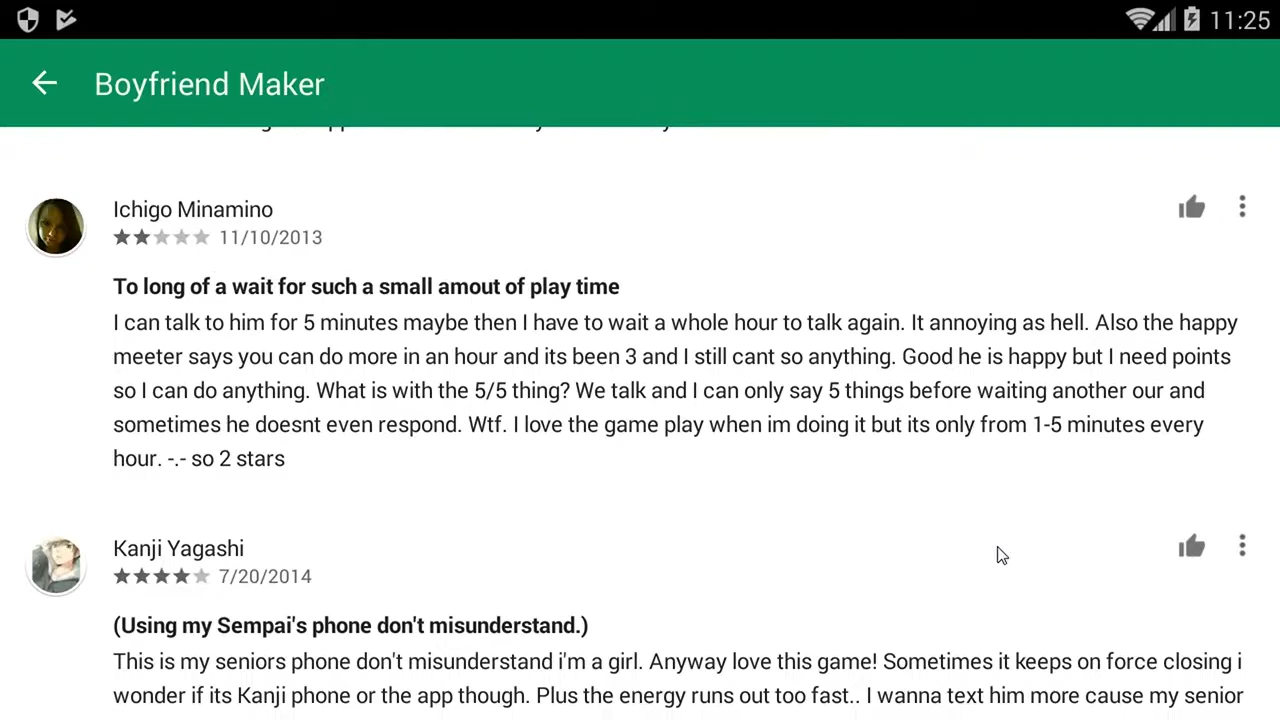 11:25
Boyfriend Maker
Ichigo Minamino
11/10/2013
To long of a wait for such a small amout of play time
I can talk to him for 5 minutes maybe then I have to wait a whole hour to talk again. It annoying as hell. Also the happy
meeter says you can do more in an hour and its been 3 and I still cant so anything. Good he is happy but I need points
so I can do anything. What is with the 5/5 thing? We talk and I can only say 5 things before waiting another our and
sometimes he doesnt even respond. Wtf. I love the game play when im doing it but its only from 1-5 minutes every
hour. -.- so 2 stars
Kanji Yagashi
7/20/2014
(Using my Sempai's phone don't misunderstand.)
This is my seniors phone don't misunderstand i'm a girl. Anyway love this game! Sometimes it keeps on force closing i
wonder if its Kanji phone or the app though. Plus the energy runs out too fast.. I wanna text him more cause my senior